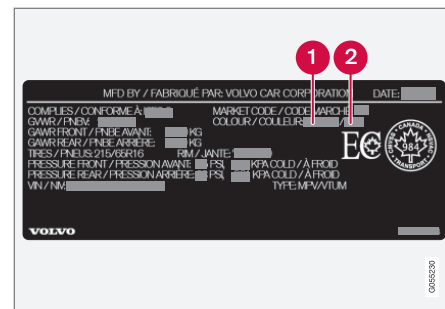 1 2
MFD BY / FABRIQUÉ PAR: VOLVO CAR CORPORATION DATE:
COMPLIES / CONFORME À: MARKET CODE / CODE MARCHÉ:
GVWR / PNBV: COLOUR / COULEUR: /
GAWR FRONT / PNBE AVANT: KG
GAWR REAR / PNBE ARRIÈRE: KG
TIRES / PNEUS: 215/65R16 RIM / JANTE:
PRESSURE FRONT / PRESSION AVANT: PSI, KPA COLD / À FROID
PRESSURE REAR / PRESSION ARRIÈRE: PSI, KPA COLD / À FROID
VIN / NIV: TYPE: MPV/VTUM
EC
CANADA
984
TRANSPORT
VOLVO
G055230